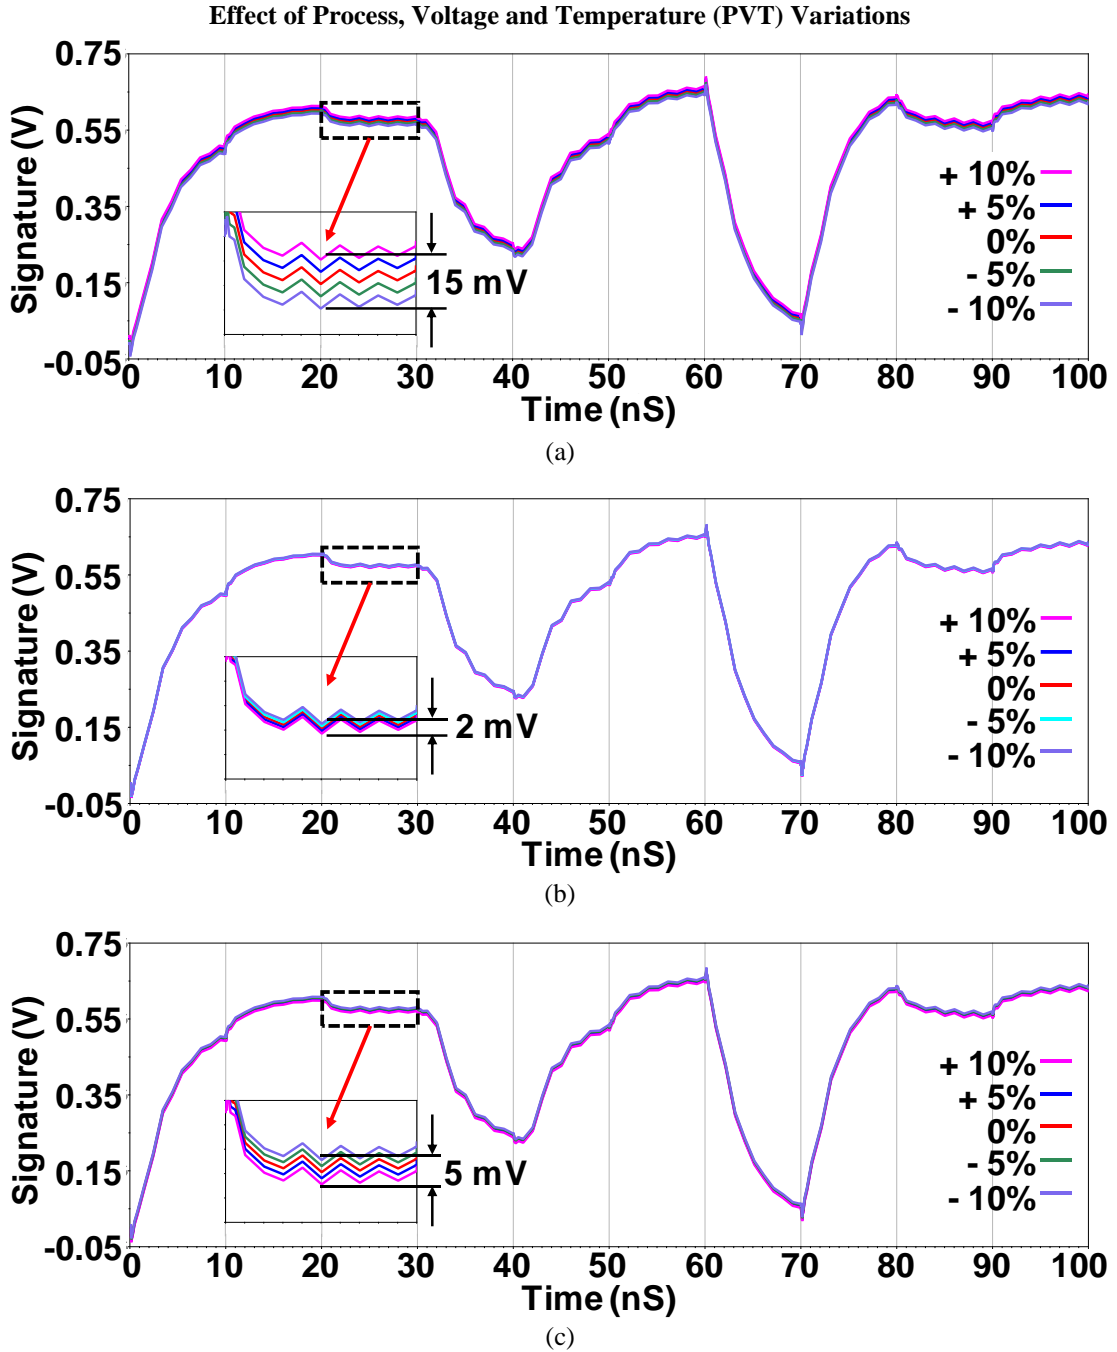 Effect of Process, Voltage and Temperature (PVT) Variations
0.75
0.55
0.35
0.15
-0.05
Signature (V)
+ 10%
+ 5%
0%
- 5%
- 10%
15 mV
0 10 20 30 40 50 60 70 80 90 100
Time (nS)
(a)
0.75
0.55
0.35
0.15
-0.05
Signature (V)
+ 10%
+ 5%
0%
- 5%
- 10%
2 mV
0 10 20 30 40 50 60 70 80 90 100
Time (nS)
(b)
0.75
0.55
0.35
0.15
-0.05
Signature (V)
+ 10%
+ 5%
0%
- 5%
- 10%
5 mV
0 10 20 30 40 50 60 70 80 90 100
Time (nS)
(c)